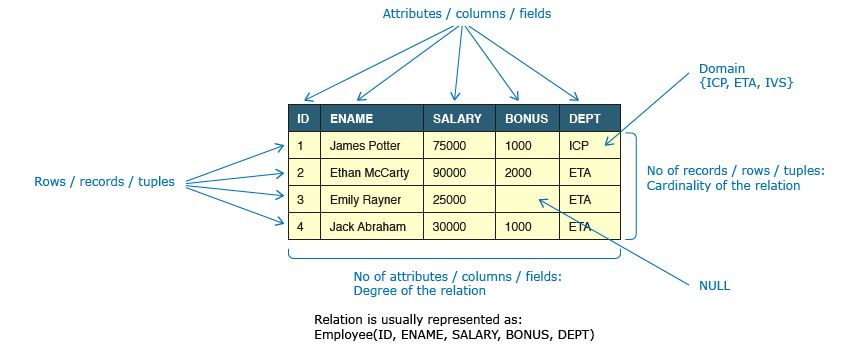 Attributes / columns / fields
Domain
{ICP, ETA, IVS}
ID ENAME SALARY BONUS DEPT
1 James Potter 75000 1000 ICP
2 Ethan McCarty 90000 2000 ETA
3 Emily Rayner 25000 ETA
4 Jack Abraham 30000 1000 ETA
Rows / records / tuples
No of records / rows / tuples:
Cardinality of the relation
No of attributes / columns / fields:
Degree of the relation
NULL
Relation is usually represented as:
Employee(ID, ENAME, SALARY, BONUS, DEPT)